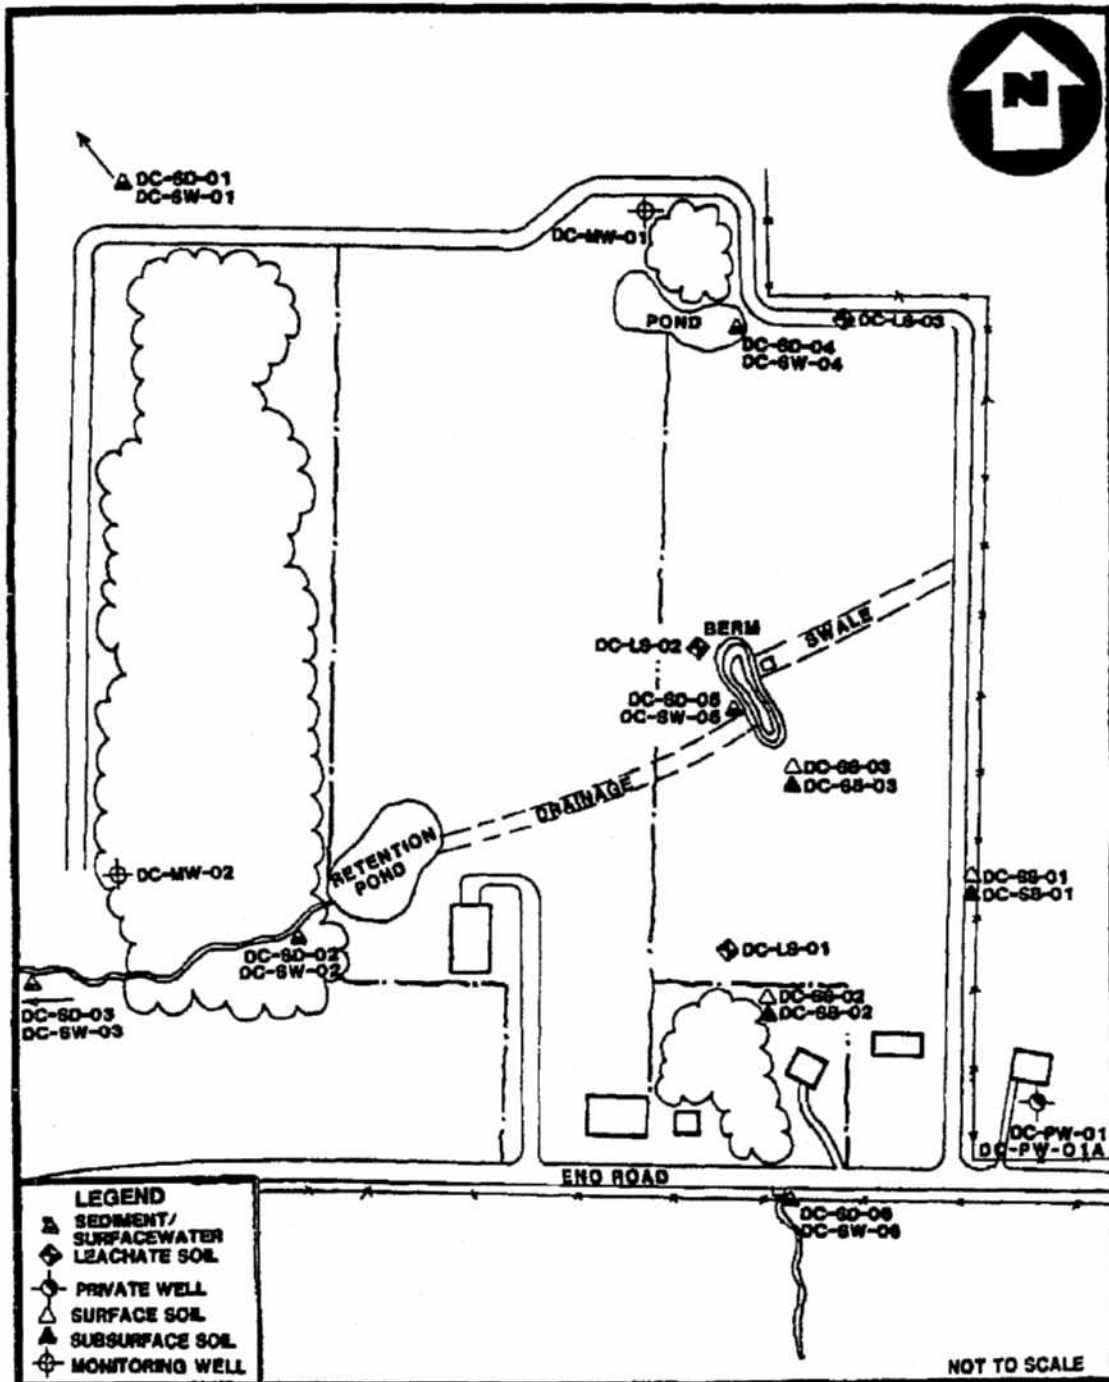 N
DC-SD-01
DC-SW-01
DC-MW-01
POND
DC-LS-03
DC-SD-04
DC-SW-04
BERM
SWALE
DC-LS-02
DC-SD-05
DC-SW-05
DC-SS-03
DC-SB-03
DRAINAGE
RETENTION
POND
DC-MW-02
DC-SS-01
DC-SB-01
DC-SD-02
DC-SW-02
DC-LS-01
DC-SS-02
DC-SB-02
DC-SD-03
DC-SW-03
DC-PW-01
DC-PW-01A
ENO ROAD
DC-SD-06
DC-SW-06
LEGEND
SEDIMENT/
SURFACEWATER
LEACHATE SOIL
PRIVATE WELL
SURFACE SOIL
SUBSURFACE SOIL
MONITORING WELL
NOT TO SCALE